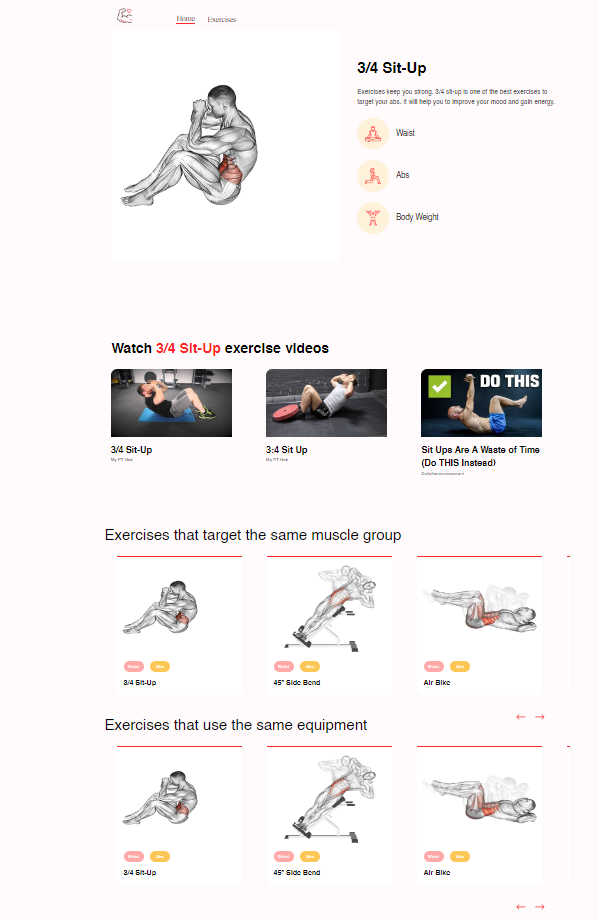 Home Exercises
3/4 Sit-Up
Exercises keep you strong. 3/4 sit-up is one of the best exercises to
target your abs. It will help you to improve your mood and gain energy.
Waist
Abs
Body Weight
Watch 3/4 Sit-Up exercise videos
DO THIS
3/4 Sit-Up
My PT Hub
3:4 Sit Up
My PT Hub
Sit Ups Are A Waste of Time
(Do THIS Instead)
Calisthenicmovement
Exercises that target the same muscle group
Waist Abs
3/4 Sit-Up
Waist Abs
45° Side Bend
Waist Abs
Air Bike
← →
Exercises that use the same equipment
Waist Abs
3/4 Sit-Up
Waist Abs
45° Side Bend
Waist Abs
Air Bike
← →